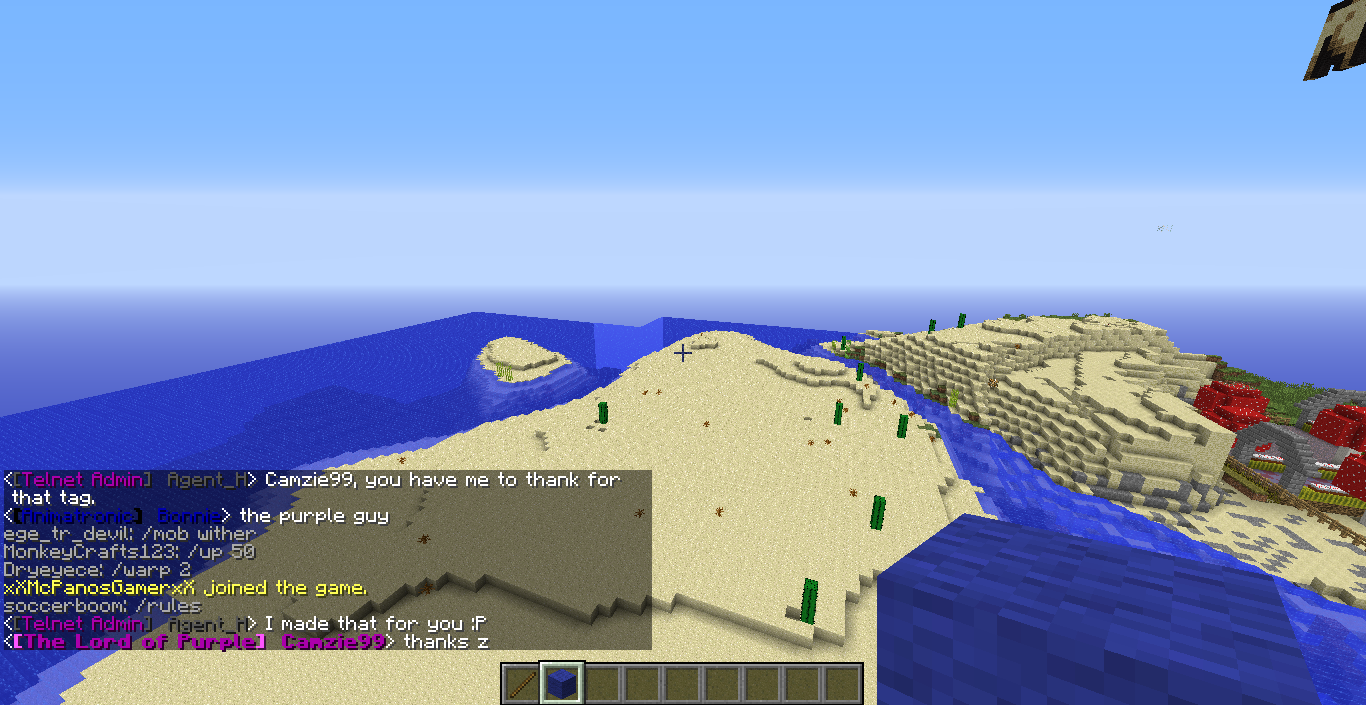 <[Telnet Admin] Agent_H> Camzie99, you have me to thank for
that tag.
<[Animatronic] Bonnie> the purple guy
ege_tr_devil: /mob wither
MonkeyCrafts123: /up 50
Dryeyece: /warp 2
xXMcPanosGamerxX joined the game.
soccerboom: /rules
<[Telnet Admin] Agent_H> I made that for you :P
<[The Lord of Purple] Camzie99> thanks z